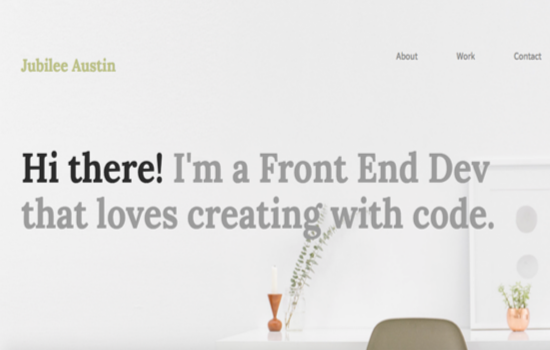 Jubilee Austin
About Work Contact
Hi there! I'm a Front End Dev
that loves creating with code.